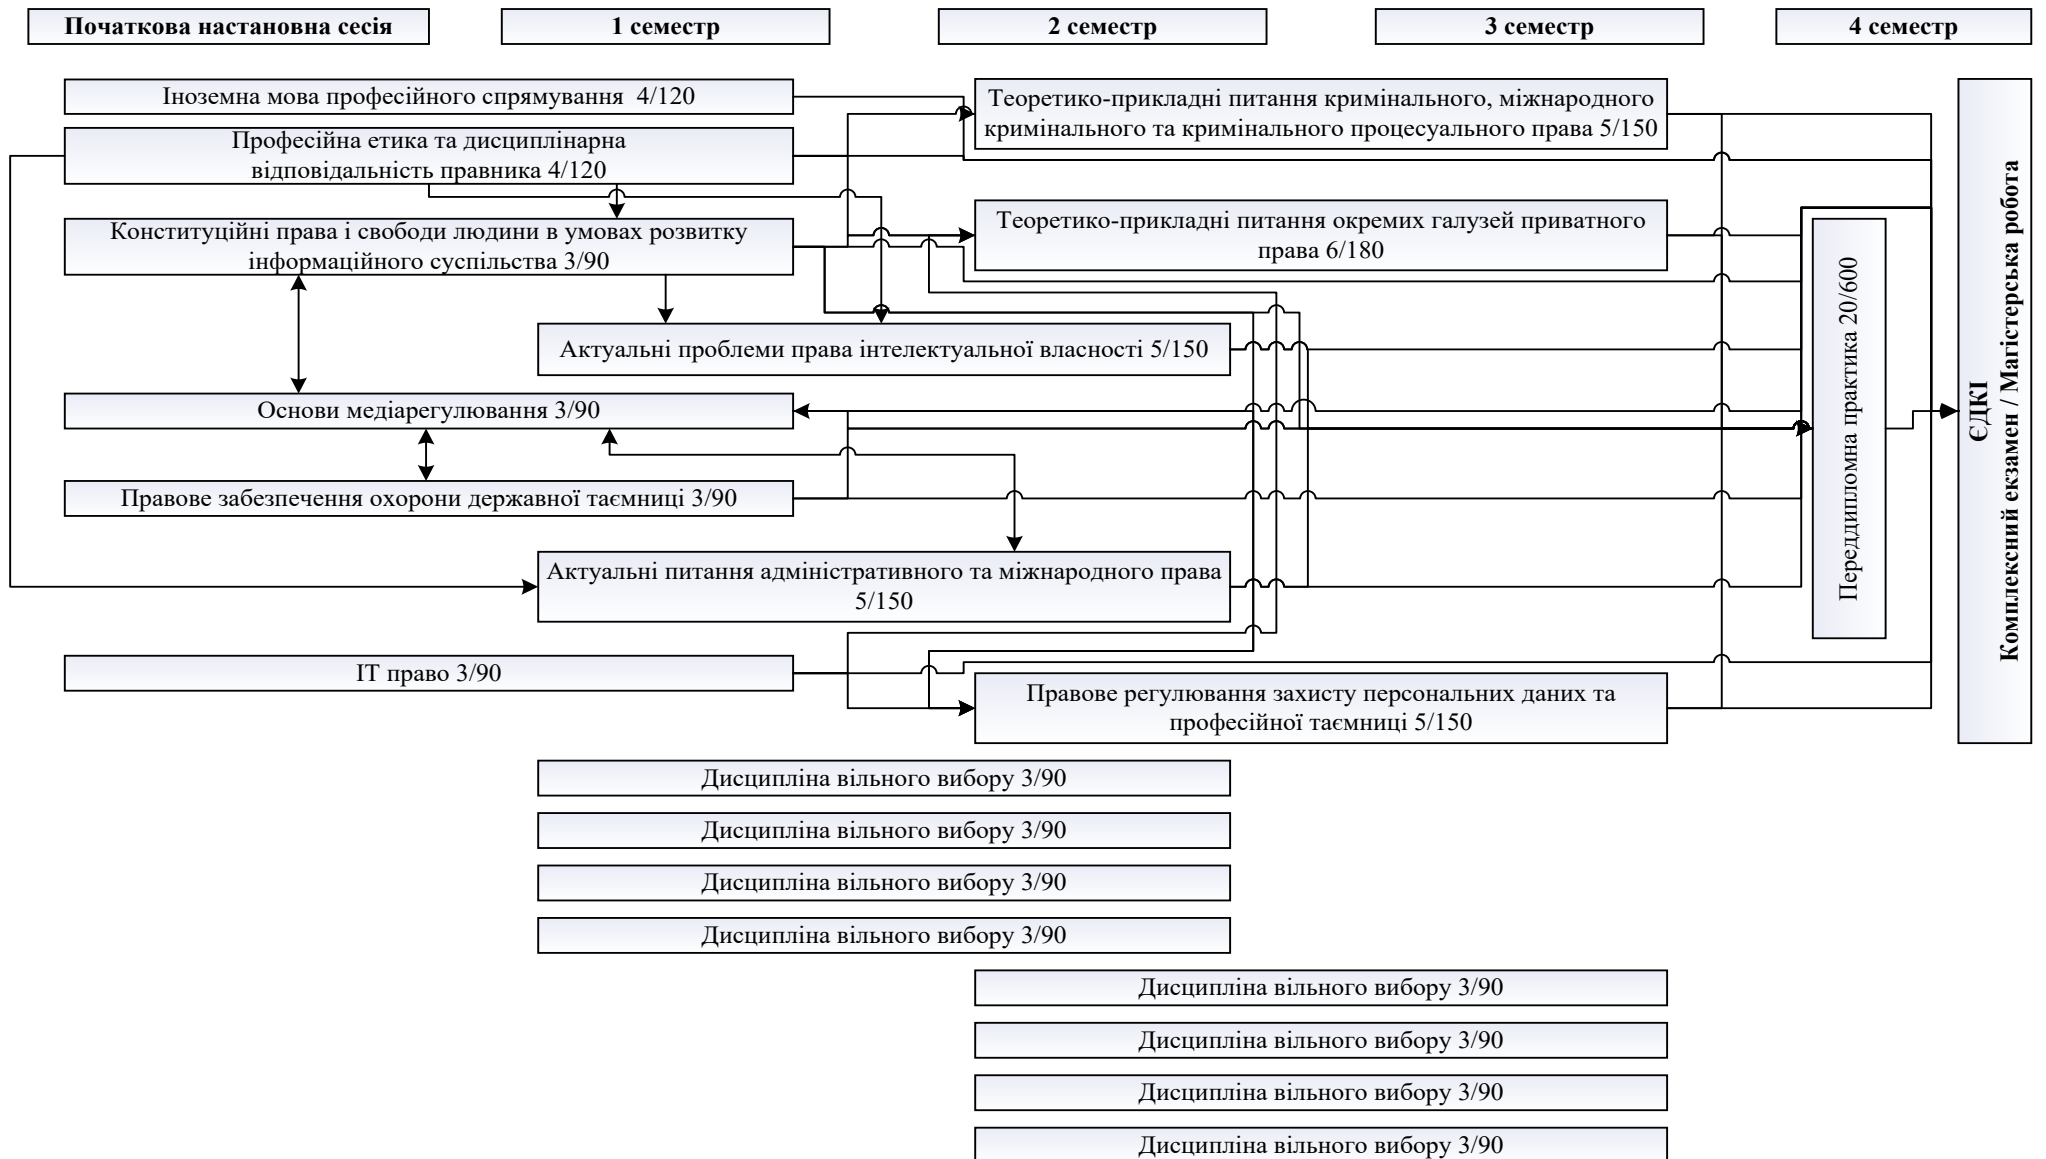 Початкова настановна сесія
1 семестр
2 семестр
3 семестр
4 семестр
Іноземна мова професійного спрямування 4/120
Професійна етика та дисциплінарна
відповідальність правника 4/120
Конституційні права і свободи людини в умовах розвитку
інформаційного суспільства 3/90
Теоретико-прикладні питання кримінального, міжнародного
кримінального та кримінального процесуального права 5/150
Теоретико-прикладні питання окремих галузей приватного
права 6/180
Актуальні проблеми права інтелектуальної власності 5/150
Основи медіарегулювання 3/90
Правове забезпечення охорони державної таємниці 3/90
Актуальні питання адміністративного та міжнародного права
5/150
ІТ право 3/90
Правове регулювання захисту персональних даних та
професійної таємниці 5/150
Переддипломна практика 20/600
ЄДКІ
Комплексний екзамен / Магістерська робота
Дисципліна вільного вибору 3/90
Дисципліна вільного вибору 3/90
Дисципліна вільного вибору 3/90
Дисципліна вільного вибору 3/90
Дисципліна вільного вибору 3/90
Дисципліна вільного вибору 3/90
Дисципліна вільного вибору 3/90
Дисципліна вільного вибору 3/90